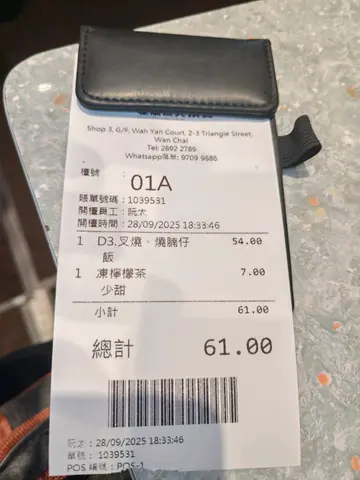 Shop 3, G/F, Wah Yan Court, 2-3 Triangle Street,
Wan Chai
Tel: 2892 2789
Whatsapp落單: 9709 9886
檯號 01A
賬單號碼 : 1039531
開檯員工 : 阮太
開檯時間 : 28/09/2025 18:33:46
1 D3.叉燒、燒腩仔 54.00
飯
1 凍檸檬茶 7.00
少甜
小計 61.00
總計 61.00
阮太 : 28/09/2025 18:33:46
單號 : 1039531
POS 編號 : POS-1